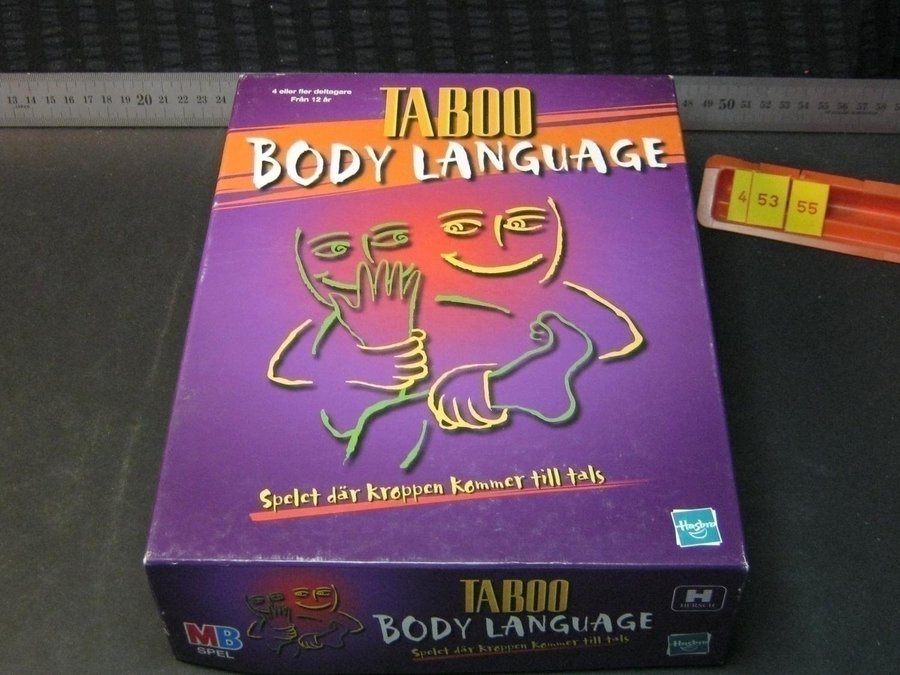 13 14 15 16 17 18 19 20 21 22 23 24
48 49 50 51 52 53 54 55 56 57 58
4 eller fler deltagare
Från 12 år
TABOO
BODY LANGUAGE
4 53 55
Spelet där kroppen kommer till tals
Hasbro
TABOO
BODY LANGUAGE
Spelet där kroppen kommer till tals
MB
SPEL
H
HERSCH
Hasbro